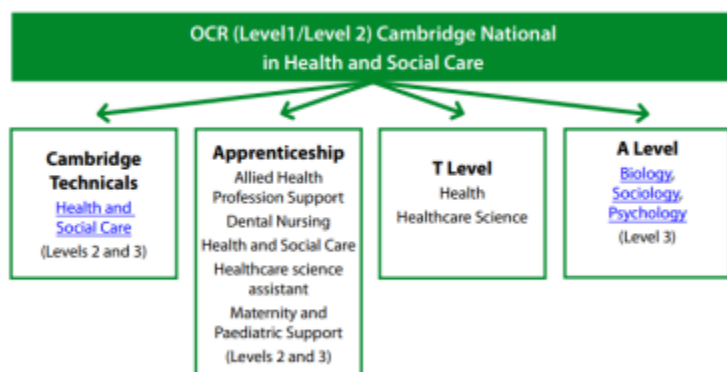 OCR (Level1/Level 2) Cambridge National
in Health and Social Care
Cambridge
Technicals
Health and
Social Care
(Levels 2 and 3)
Apprenticeship
Allied Health
Profession Support
Dental Nursing
Health and Social Care
Healthcare science
assistant
Maternity and
Paediatric Support
(Levels 2 and 3)
T Level
Health
Healthcare Science
A Level
Biology,
Sociology,
Psychology
(Level 3)